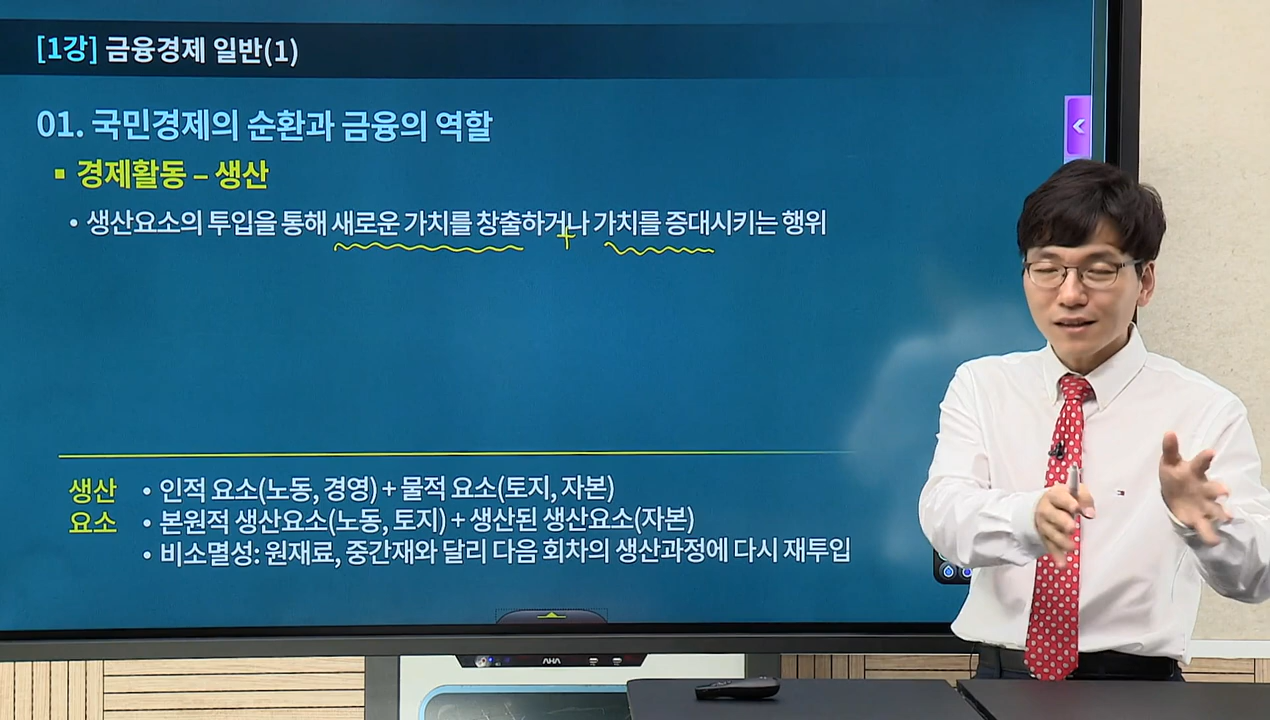 [1강] 금융경제 일반(1)
01. 국민경제의 순환과 금융의 역할
▪ 경제활동 – 생산
• 생산요소의 투입을 통해 새로운 가치를 창출하거나 가치를 증대시키는 행위
생산 요소
• 인적 요소(노동, 경영) + 물적 요소(토지, 자본)
• 본원적 생산요소(노동, 토지) + 생산된 생산요소(자본)
• 비소멸성: 원재료, 중간재와 달리 다음 회차의 생산과정에 다시 재투입
AHA